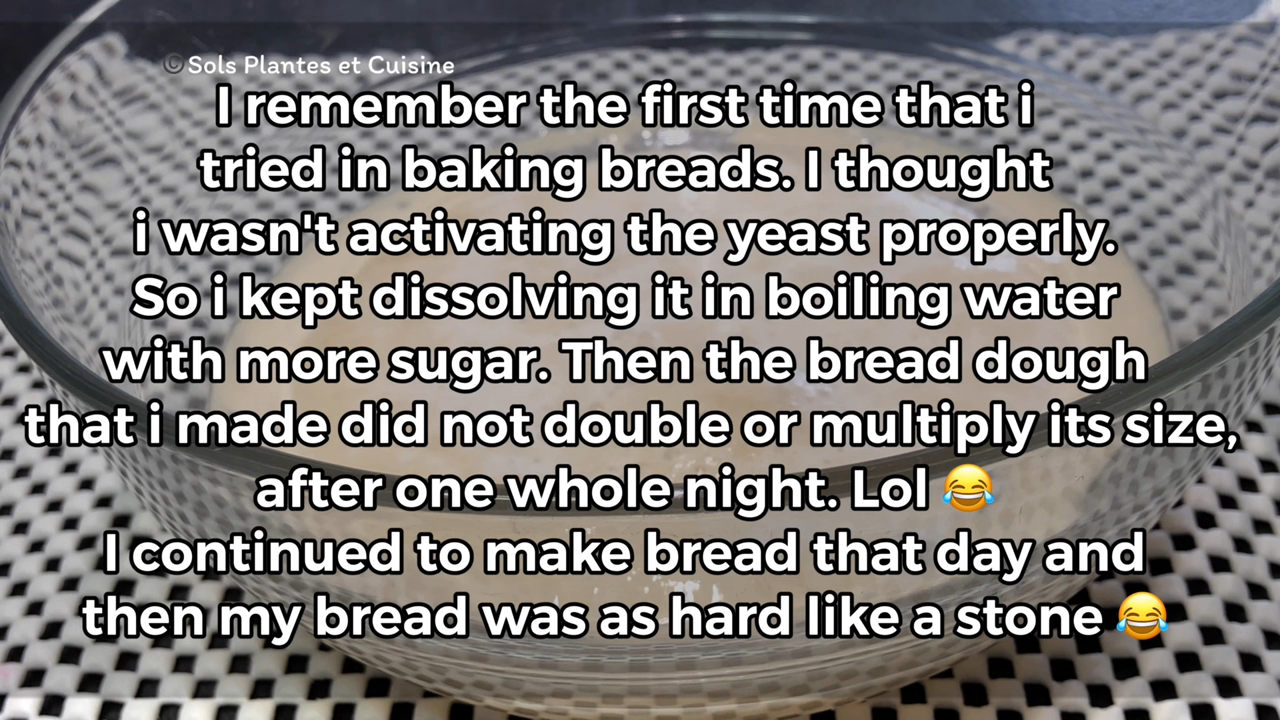 ©Sols Plantes et Cuisine
I remember the first time that i
tried in baking breads. I thought
i wasn't activating the yeast properly.
So i kept dissolving it in boiling water
with more sugar. Then the bread dough
that i made did not double or multiply its size,
after one whole night. Lol 😂
I continued to make bread that day and
then my bread was as hard like a stone 😂